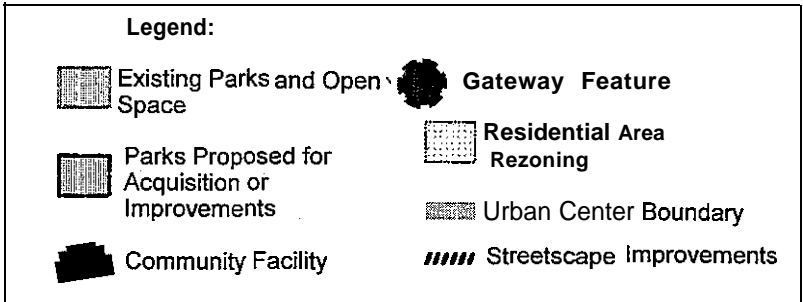 Legend:
Existing Parks and Open
Space
Parks Proposed for
Acquisition or
Improvements
Community Facility
Gateway Feature
Residential Area
Rezoning
Urban Center Boundary
Streetscape Improvements